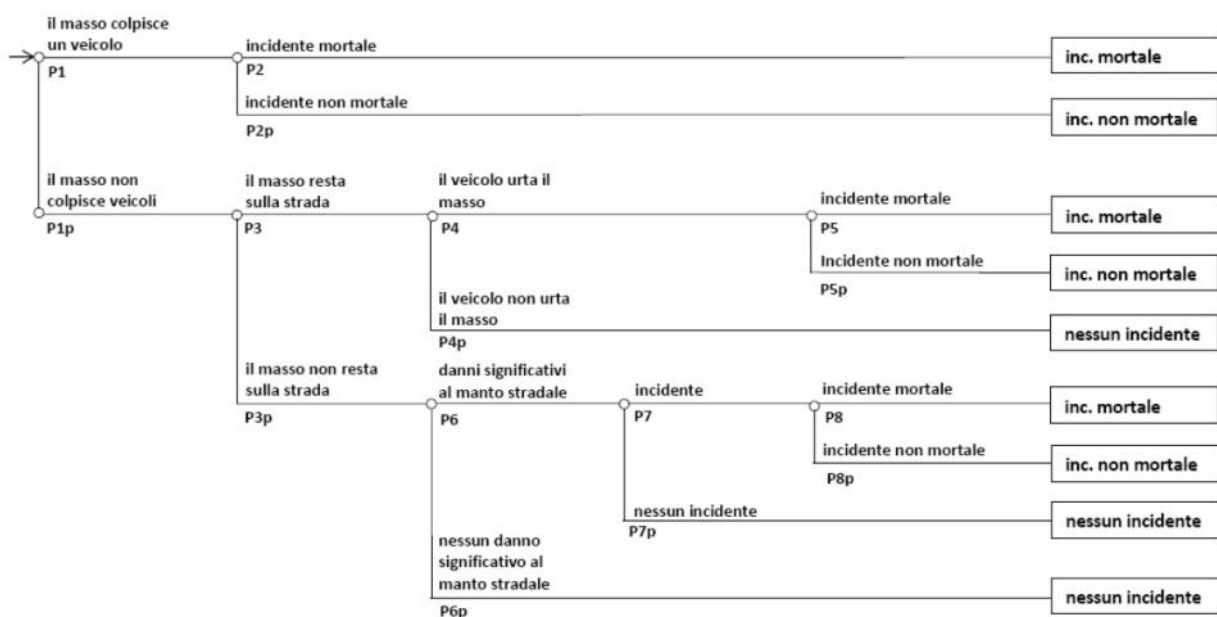 il masso colpisce
un veicolo
P1
incidente mortale
P2
inc. mortale
incidente non mortale
P2p
inc. non mortale
il masso non
colpisce veicoli
P1p
il masso resta
sulla strada
P3
il veicolo urta il
masso
P4
incidente mortale
P5
inc. mortale
Incidente non mortale
P5p
inc. non mortale
il veicolo non urta
il masso
P4p
nessun incidente
il masso non resta
sulla strada
P3p
danni significativi
al manto stradale
P6
incidente
P7
incidente mortale
P8
inc. mortale
incidente non mortale
P8p
inc. non mortale
nessun incidente
P7p
nessun incidente
nessun danno
significativo al
manto stradale
P6p
nessun incidente